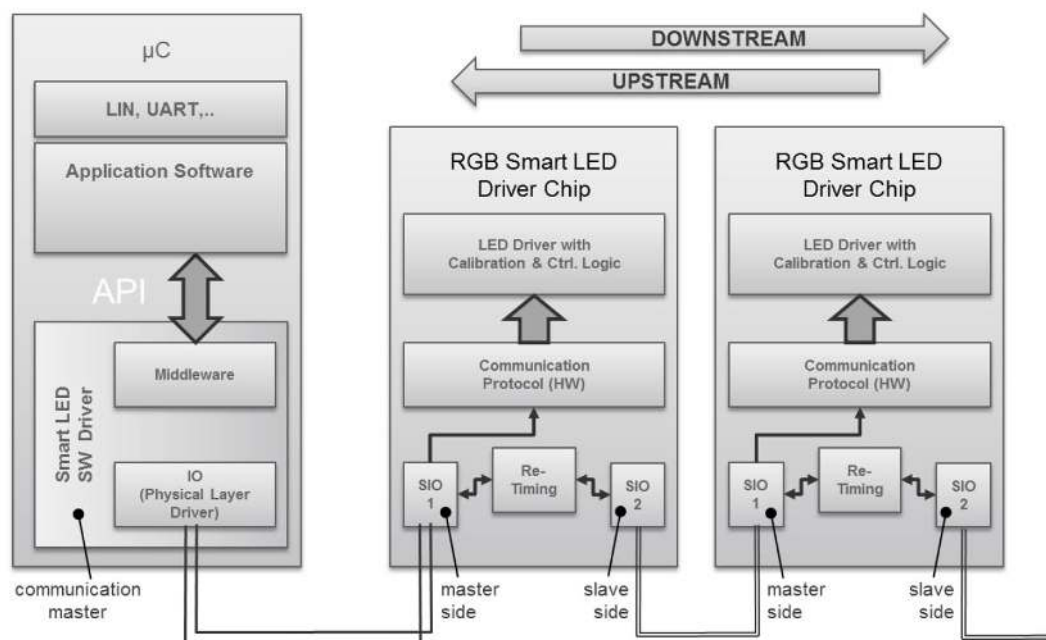 µC
LIN, UART,..
Application Software
API
Smart LED
SW Driver
Middleware
IO
(Physical Layer
Driver)
communication
master
DOWNSTREAM
UPSTREAM
RGB Smart LED
Driver Chip
LED Driver with
Calibration & Ctrl. Logic
Communication
Protocol (HW)
SIO
1
Re-
Timing
SIO
2
master
side
slave
side
RGB Smart LED
Driver Chip
LED Driver with
Calibration & Ctrl. Logic
Communication
Protocol (HW)
SIO
1
Re-
Timing
SIO
2
master
side
slave
side